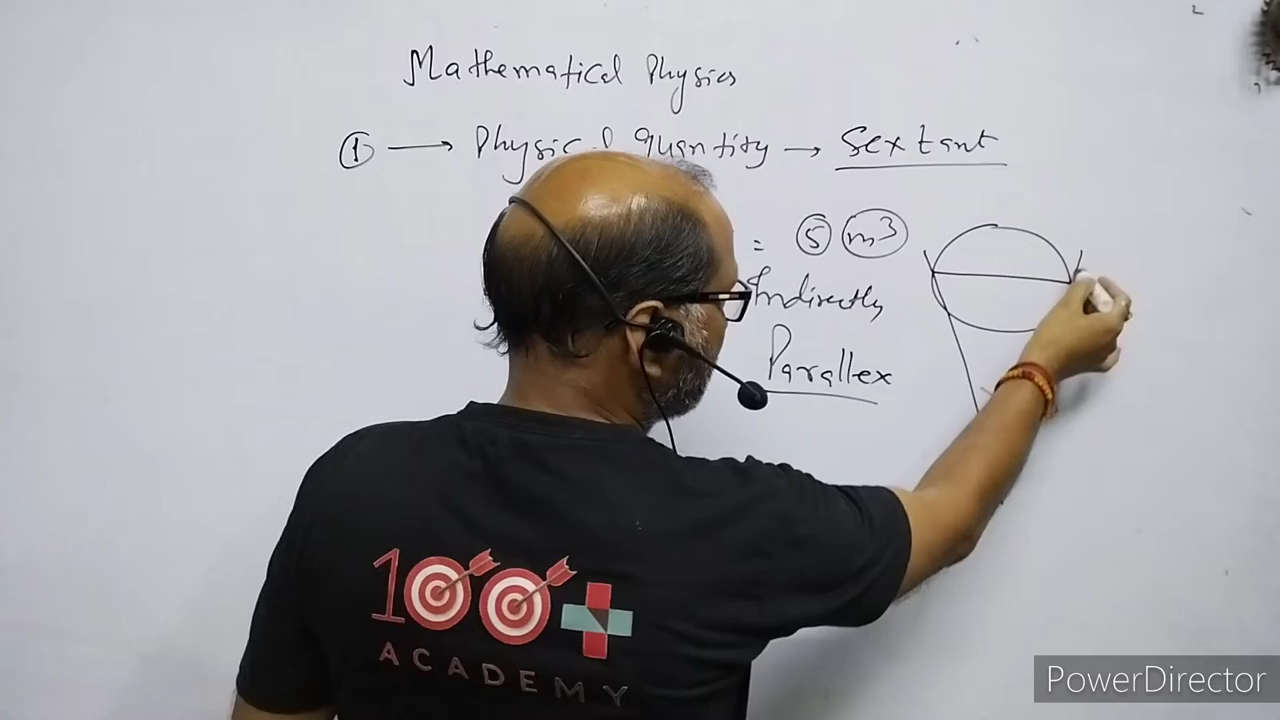 Mathematical Physics
① → Physical Quantity → Sextant
= ⑤ m³
Indirectly
Parallex
100+
ACADEMY
PowerDirector